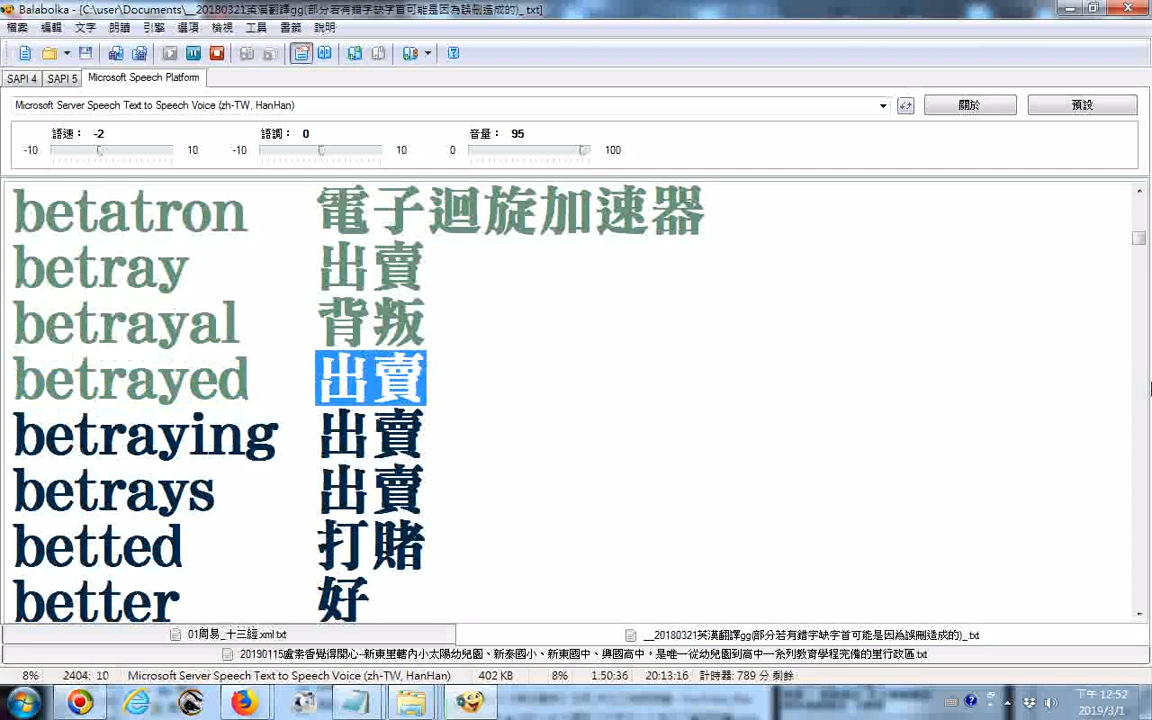 Balabolka - [C:\user\Documents\__20180321英漢翻譯gg(部分若有錯字缺字首可能是因為誤刪造成的)_.txt]
檔案 編輯 文字 朗讀 引擎 選項 檢視 工具 書籤 說明
SAPI 4 SAPI 5 Microsoft Speech Platform
Microsoft Server Speech Text to Speech Voice (zh-TW, HanHan) 關於 預設
語速： -2 語調： 0 音量： 95
-10 10 -10 10 0 100
betatron 電子迴旋加速器
betray 出賣
betrayal 背叛
betrayed 出賣
betraying 出賣
betrays 出賣
betted 打賭
better 好
01周易_十三經.xml.txt __20180321英漢翻譯gg(部分若有錯字缺字首可能是因為誤刪造成的)_.txt
20190115盧素香覺得開心--新東里轄內小太陽幼兒園、新泰國小、新東國中、興國高中，是唯一從幼兒園到高中一系列教育學程完備的里行政區.txt
8% 2404: 10 Microsoft Server Speech Text to Speech Voice (zh-TW, HanHan) 402 KB 8% 1:50:36 20:13:16 計時器: 789 分 剩餘
下午 12:52
2019/3/1